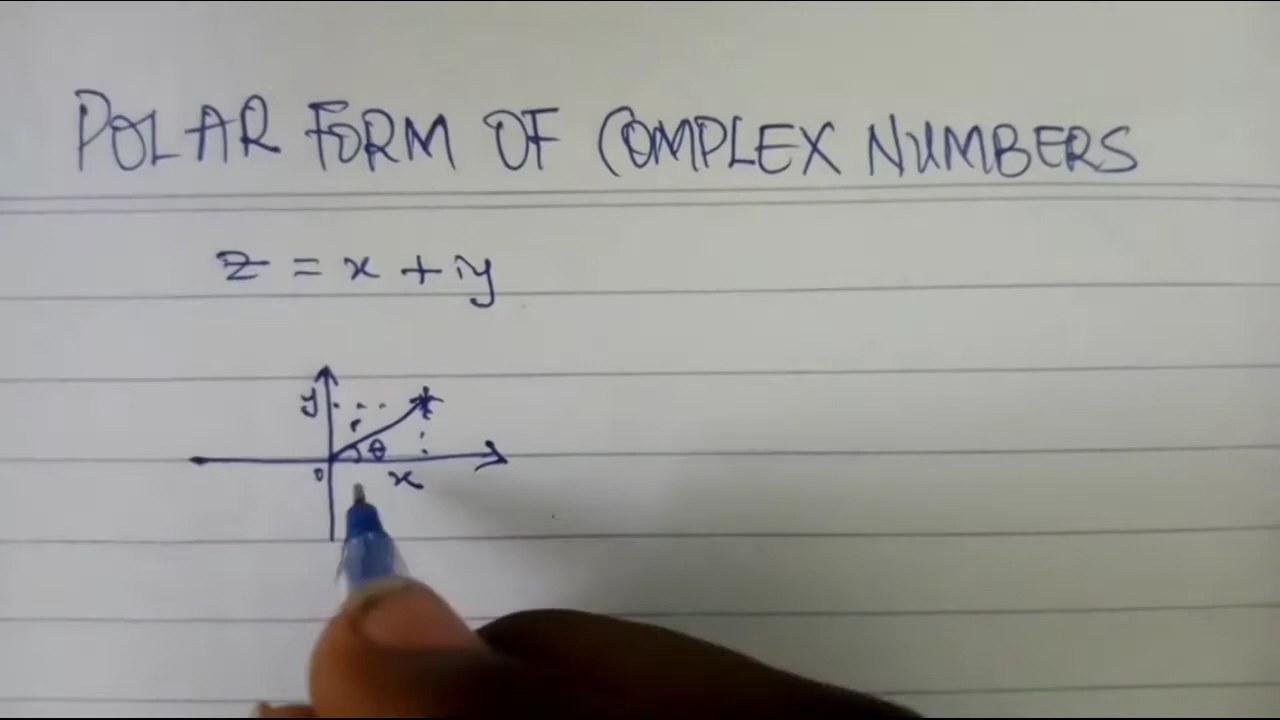 POLAR FORM OF COMPLEX NUMBERS
z = x + iy
y
r
θ
0
x